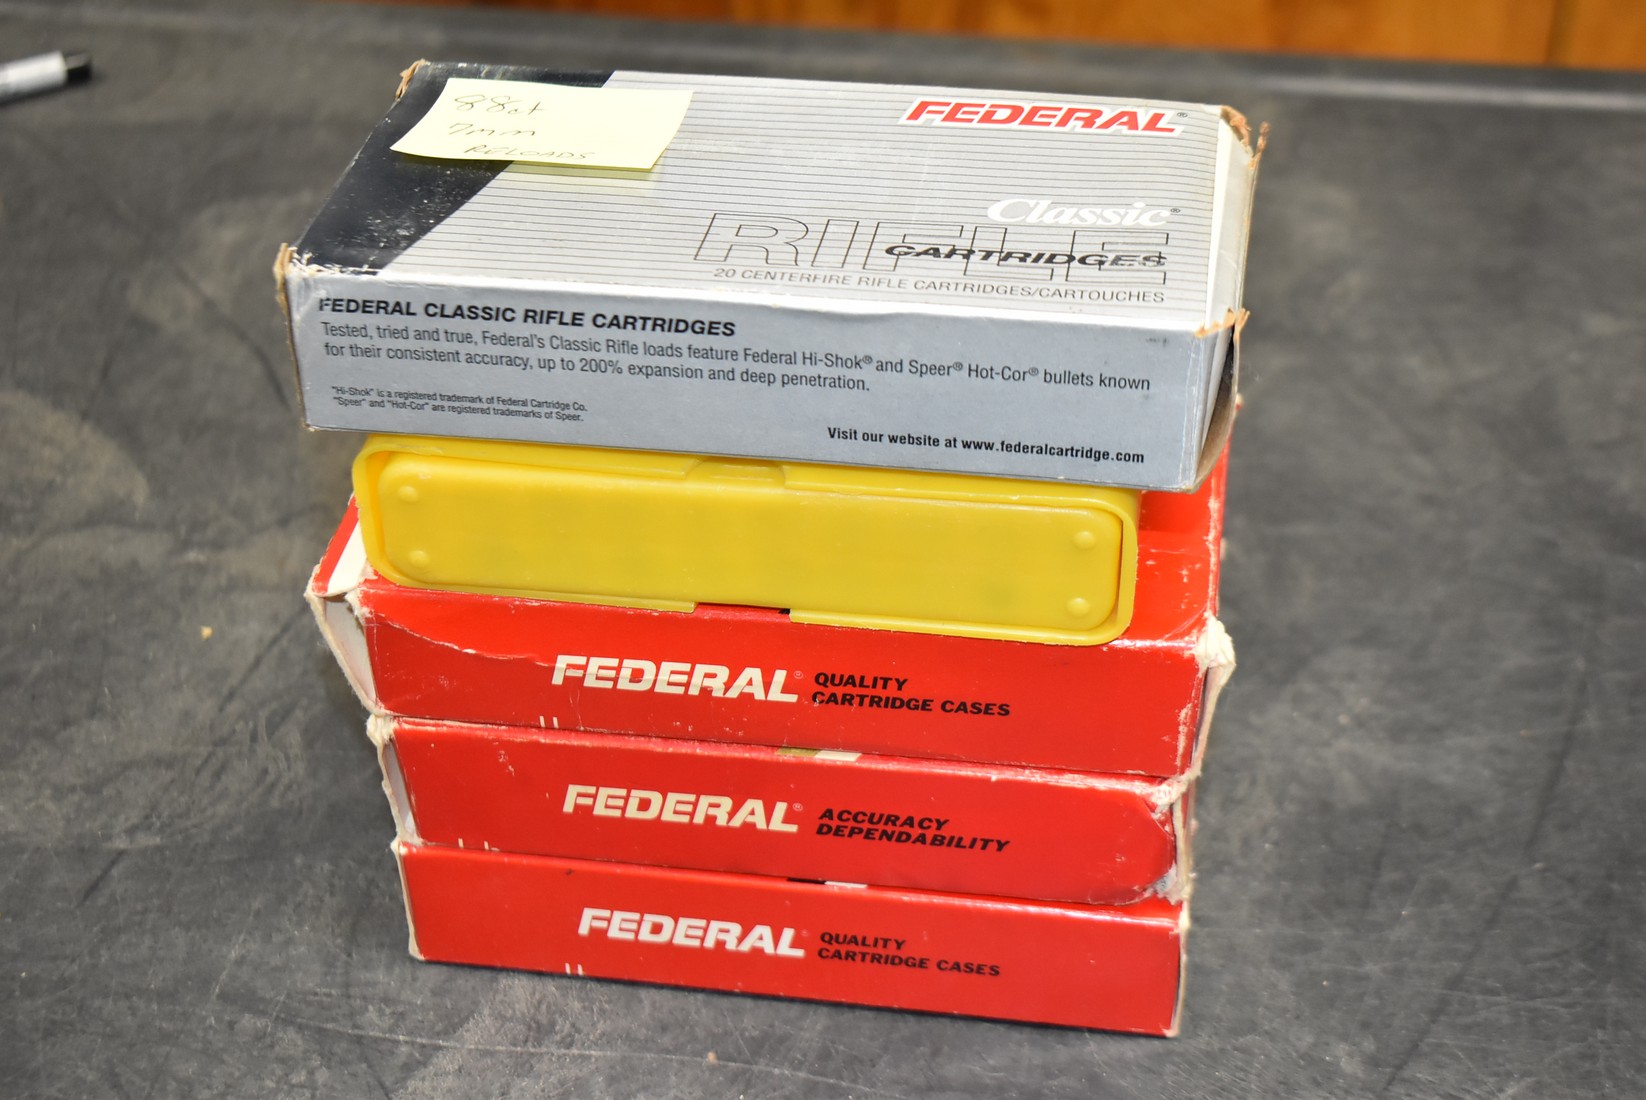 88ct
7mm
RELOADS
FEDERAL®
Classic®
RIFLE
CARTRIDGES
20 CENTERFIRE RIFLE CARTRIDGES/CARTOUCHES
FEDERAL CLASSIC RIFLE CARTRIDGES
Tested, tried and true, Federal's Classic Rifle loads feature Federal Hi-Shok® and Speer® Hot-Cor® bullets known
for their consistent accuracy, up to 200% expansion and deep penetration.
"Hi-Shok" is a registered trademark of Federal Cartridge Co.
"Speer" and "Hot-Cor" are registered trademarks of Speer.
Visit our website at www.federalcartridge.com
FEDERAL® QUALITY
CARTRIDGE CASES
FEDERAL® ACCURACY
DEPENDABILITY
FEDERAL QUALITY
CARTRIDGE CASES